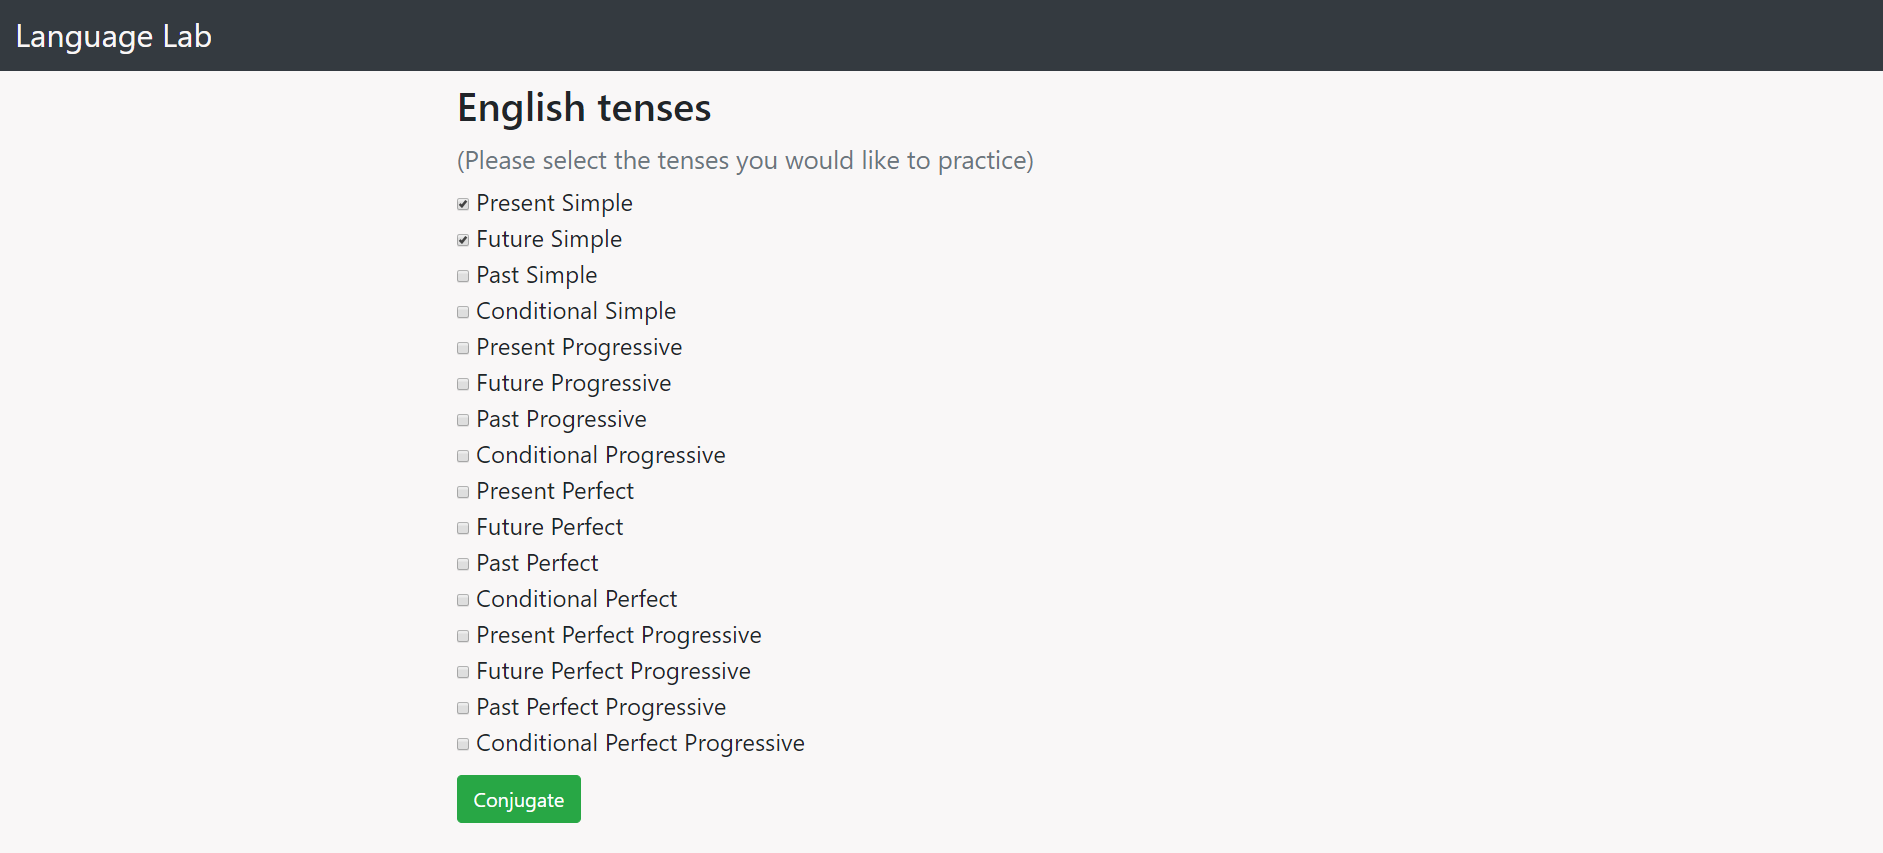 Language Lab
English tenses
(Please select the tenses you would like to practice)
Present Simple
Future Simple
Past Simple
Conditional Simple
Present Progressive
Future Progressive
Past Progressive
Conditional Progressive
Present Perfect
Future Perfect
Past Perfect
Conditional Perfect
Present Perfect Progressive
Future Perfect Progressive
Past Perfect Progressive
Conditional Perfect Progressive
Conjugate